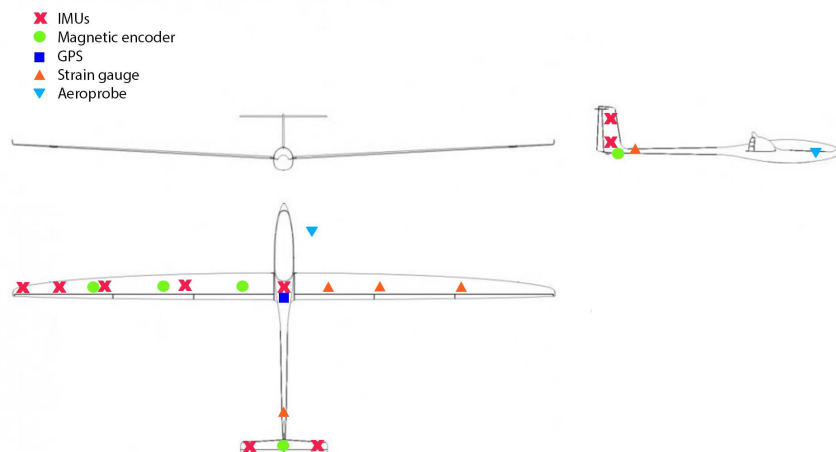 IMUs
Magnetic encoder
GPS
Strain gauge
Aeroprobe